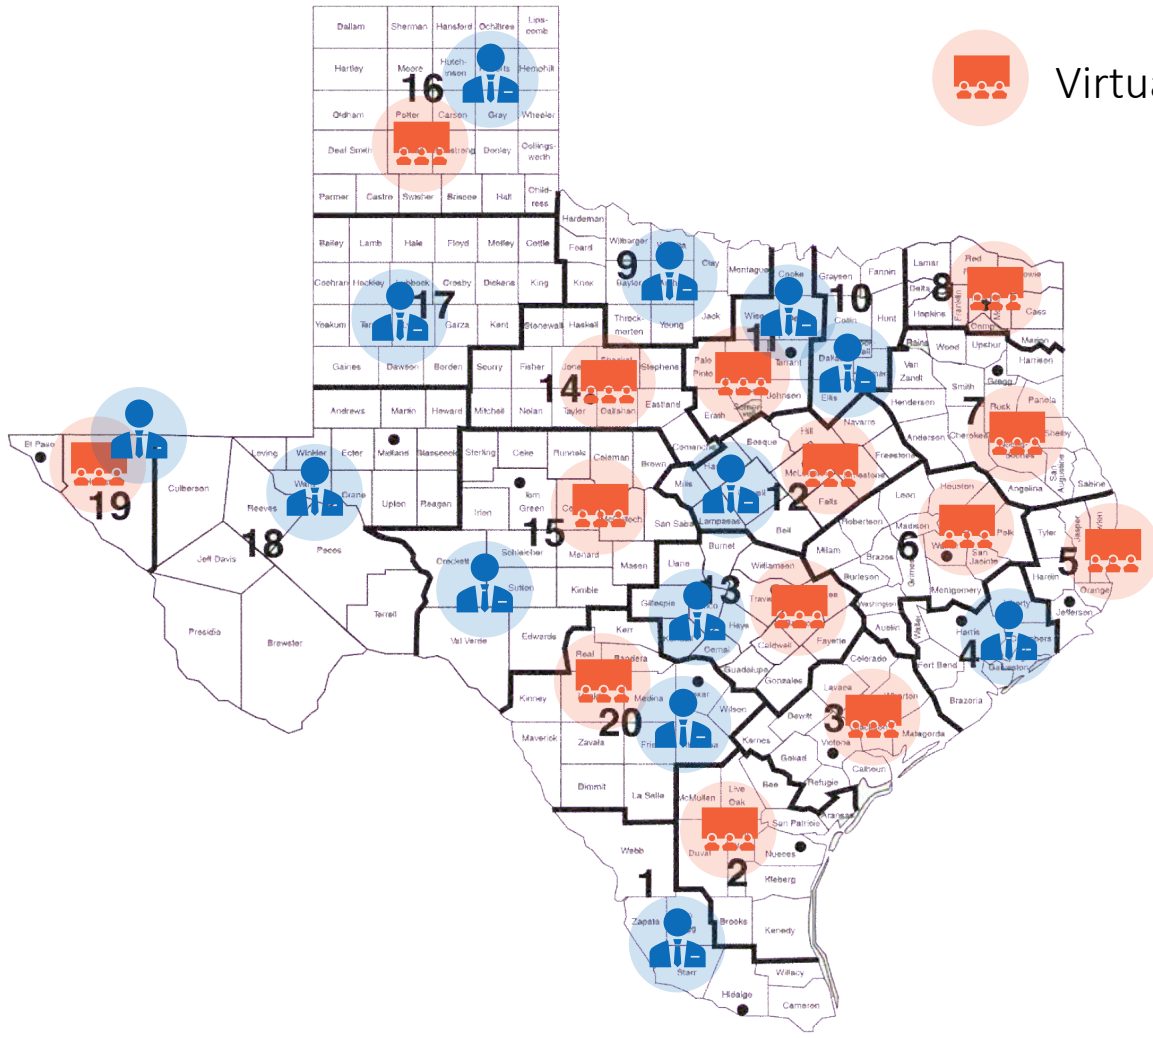 Dallam Sherman Hansford Ochiltree Lips-
comb
Hartley Moore Hutch-
inson Hemphill
16
Oldham Potter Carson Gray Wheeler
Deaf Smith Donley Collings-
worth
Parmer Castro Swisher Briscoe Hall Child-
ress
Virtua
Hardeman
Bailey Lamb Hale Floyd Motley Cottle Foard Wilbarger
9 Clay Montague Cooke Grayson Fannin Lamar Red
Cochran Hockley Crosby Dickens King Knox Baylor 10 8 Delta Franklin
17
Yoakum Garza Kent Stonewall Haskall Throck-
morton Young Jack Wise Collin Hunt Hopkins Cass
Gaines Dawson Borden Scurry Fisher Stephens Palo
Pinto 11 Tarrant Rains Wood Upshur Marion
Harrison
Andrews Martin Howard Mitchell Nolan 14 Taylor Callahan Eastland Erath Johnson Ellis Van
Zandt Smith Gregg
Henderson 7 Rusk Panola
El Paso Loving Winkler Ector Midland Glasscock Sterling Coke Runnels Coleman Brown Comanche Bosque Hill Navarro Freestone Anderson Cherokee Shelby
19 Culberson Reeves Crane Upton Reagan Irion Tom
Green Mills 12 Falls Leon Houston Angelina San
Augustine Sabine
18 15 San Saba Lampasas Bell Robertson Madison Polk Tyler Jasper
Jeff Davis Pecos Crockett Schleicher Menard Mason Llano Burnet Williamson Milam Brazos Grimes 6 San
Jacinto 5 Hardin
Presidio Brewster Terrell Sutton Kimble Gillespie 13 Burleson Montgomery Orange
Jefferson
Val Verde Edwards Kerr Hays Caldwell Fayette Washington Austin Waller Harris
Real Bandera Guadalupe Gonzales Colorado Fort Bend 4 Galveston
Kinney Medina Wilson Lavaca Brazoria
20 Dewitt 3 Matagorda
Maverick Zavala Karnes Victoria
Goliad Calhoun
Dimmit La Salle McMullen Live
Oak Bee Refugio
Aransas
San Patricio
Webb Duval Nueces
1 2 Kleberg
Zapata Brooks Kenedy
Starr Willacy
Hidalgo Cameron